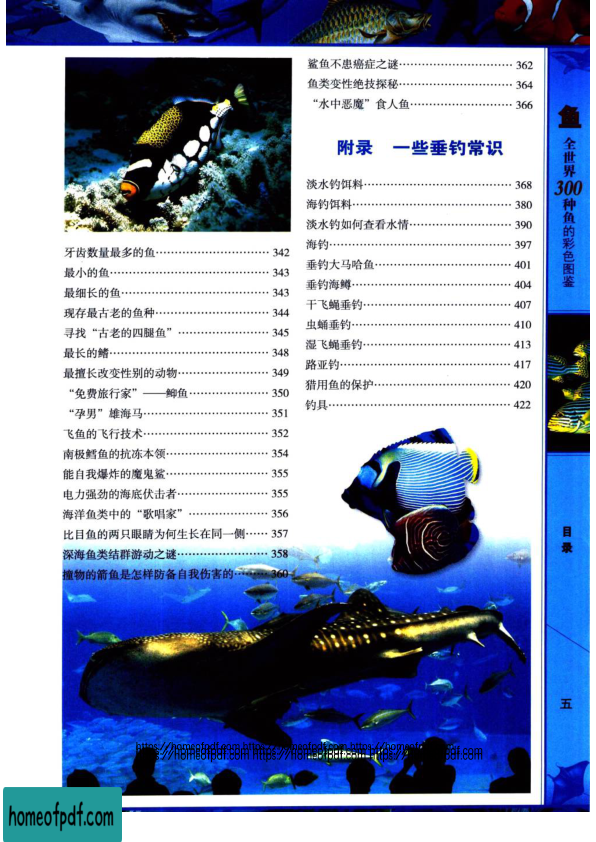 牙齿数量最多的鱼………………………… 342
最小的鱼………………………… 343
最细长的鱼………………………… 343
现存最古老的鱼种………………………… 344
寻找“古老的四腿鱼”………………………… 345
最长的鳍………………………… 348
最擅长改变性别的动物………………………… 349
“免费旅行家”——䲟鱼………………………… 350
“孕男”雄海马………………………… 351
飞鱼的飞行技术………………………… 352
南极鳕鱼的抗冻本领………………………… 354
能自我爆炸的魔鬼鲨………………………… 355
电力强劲的海底伏击者………………………… 355
海洋鱼类中的“歌唱家”………………………… 356
比目鱼的两只眼睛为何生长在同一侧…… 357
深海鱼类结群游动之谜………………………… 358
撞物的箭鱼是怎样防备自我伤害的……… 360
鲨鱼不患癌症之谜………………………… 362
鱼类变性绝技探秘………………………… 364
“水中恶魔”食人鱼………………………… 366
附录 一些垂钓常识
淡水钓饵料………………………… 368
海钓饵料………………………… 380
淡水钓如何查看水情………………………… 390
海钓………………………… 397
垂钓大马哈鱼………………………… 401
垂钓海鳟………………………… 404
干飞蝇垂钓………………………… 407
虫蛹垂钓………………………… 410
湿飞蝇垂钓………………………… 413
路亚钓………………………… 417
猎用鱼的保护………………………… 420
钓具………………………… 422
鱼
全世界300种鱼的彩色图鉴
目录
五
homeofpdf.com